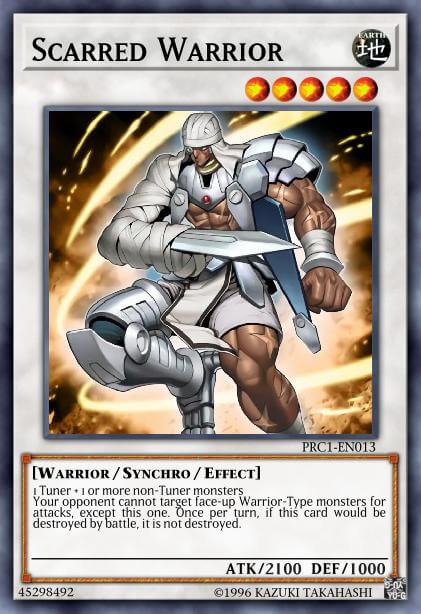 Scarred Warrior
EARTH
地
PRC1-EN013
[Warrior / Synchro / Effect]
1 Tuner + 1 or more non-Tuner monsters
Your opponent cannot target face-up Warrior-Type monsters for
attacks, except this one. Once per turn, if this card would be
destroyed by battle, it is not destroyed.
ATK/2100 DEF/1000
45298492
©1996 KAZUKI TAKAHASHI